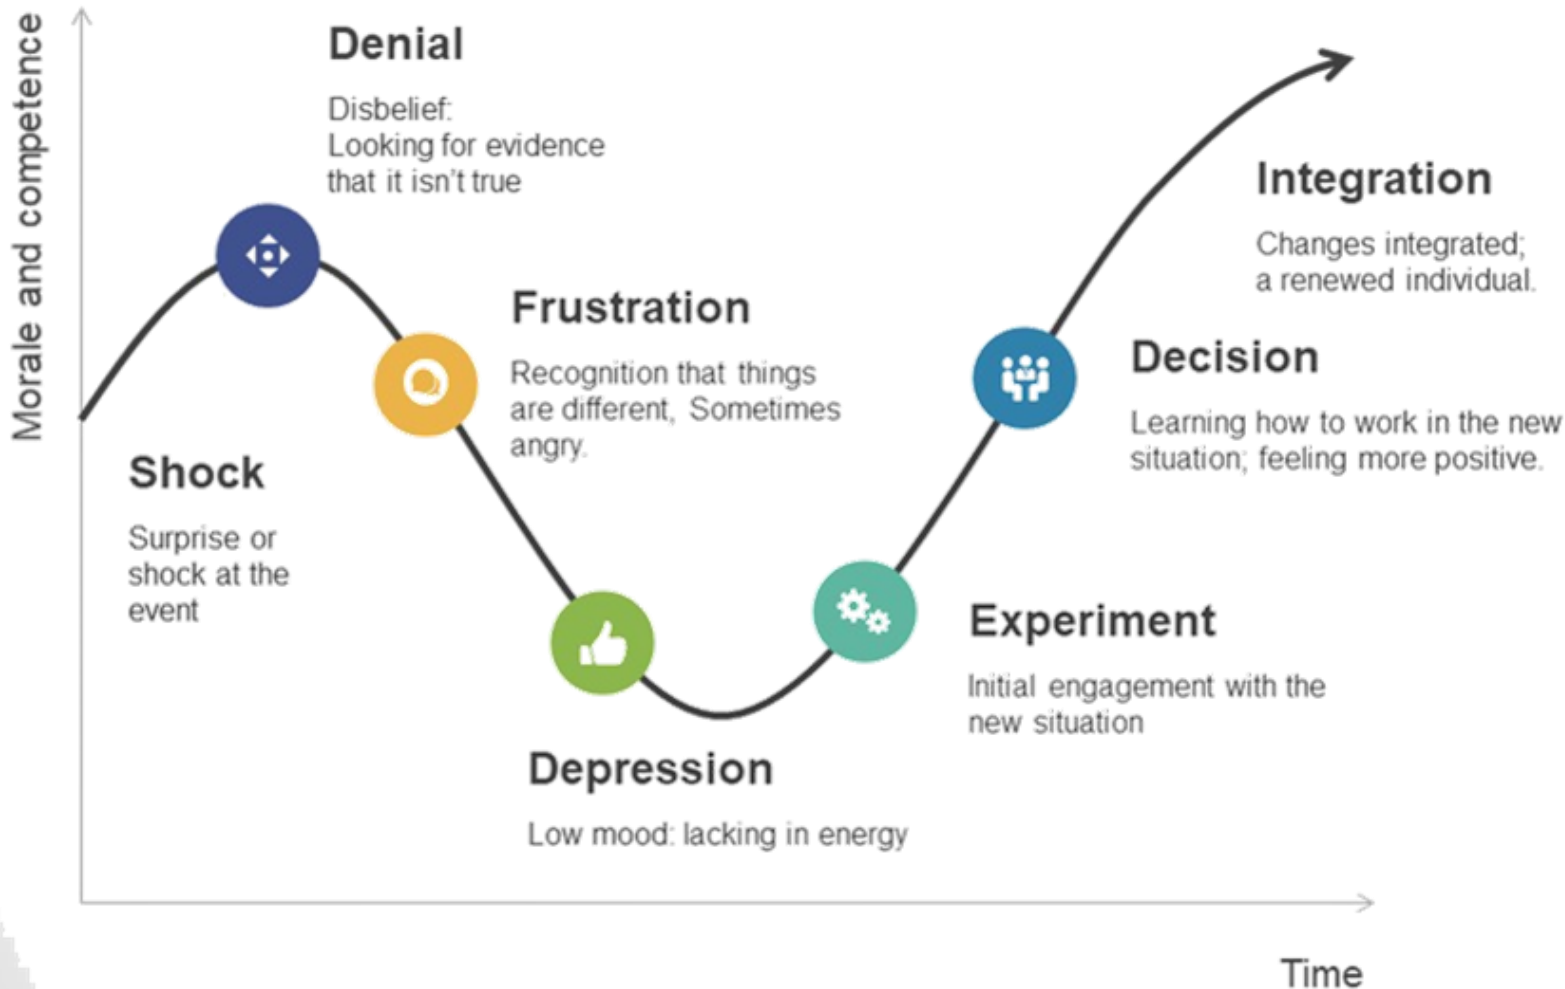 Morale and competence
Denial
Disbelief:
Looking for evidence
that it isn't true
Shock
Surprise or
shock at the
event
Frustration
Recognition that things
are different, Sometimes
angry.
Depression
Low mood: lacking in energy
Experiment
Initial engagement with the
new situation
Decision
Learning how to work in the new
situation; feeling more positive.
Integration
Changes integrated;
a renewed individual.
Time